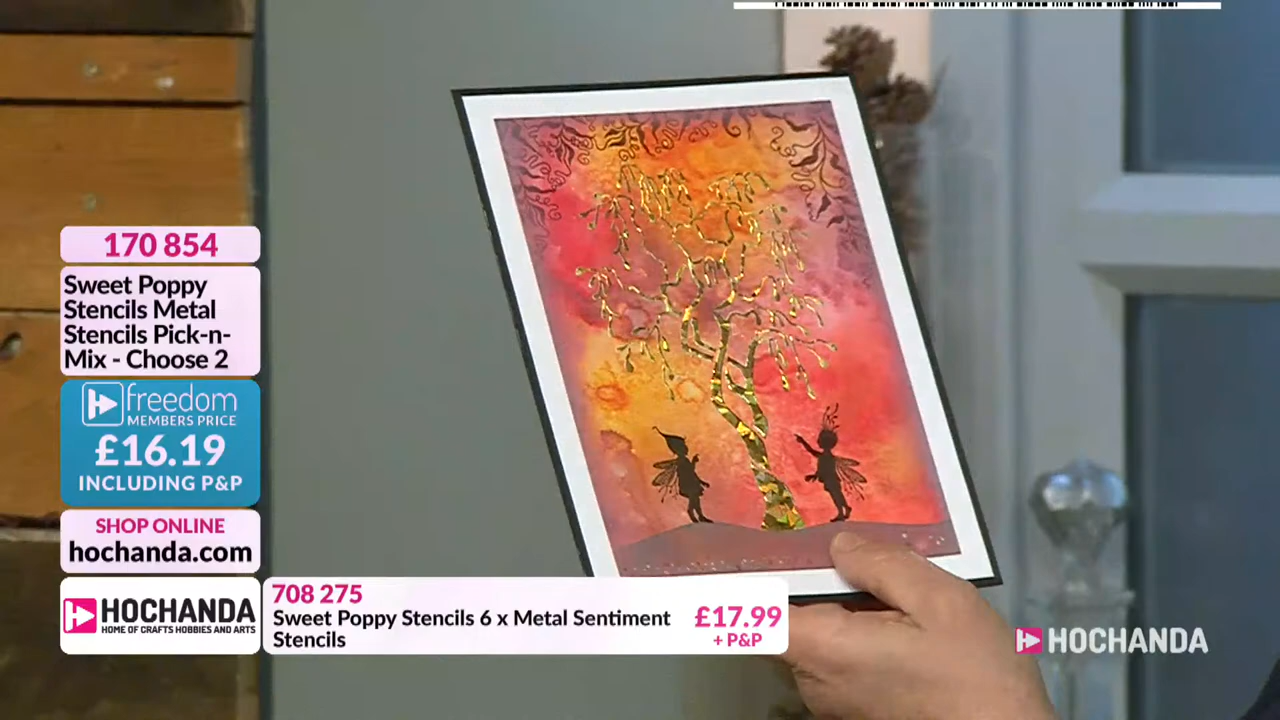 170 854
Sweet Poppy
Stencils Metal
Stencils Pick-n-
Mix - Choose 2
freedom
MEMBERS PRICE
£16.19
INCLUDING P&P
SHOP ONLINE
hochanda.com
HOCHANDA
HOME OF CRAFTS HOBBIES AND ARTS
708 275
Sweet Poppy Stencils 6 x Metal Sentiment
Stencils
£17.99
+ P&P
HOCHANDA